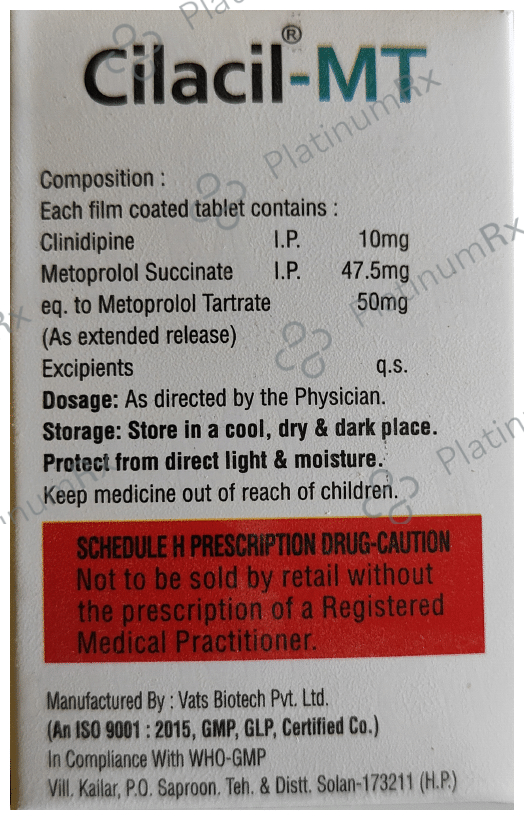 Cilacil®-MT
Composition :
Each film coated tablet contains :
Clinidipine I.P. 10mg
Metoprolol Succinate I.P. 47.5mg
eq. to Metoprolol Tartrate 50mg
(As extended release)
Excipients q.s.
Dosage: As directed by the Physician.
Storage: Store in a cool, dry & dark place.
Protect from direct light & moisture.
Keep medicine out of reach of children.
SCHEDULE H PRESCRIPTION DRUG-CAUTION
Not to be sold by retail without
the prescription of a Registered
Medical Practitioner.
Manufactured By : Vats Biotech Pvt. Ltd.
(An ISO 9001 : 2015, GMP, GLP, Certified Co.)
In Compliance With WHO-GMP
Vill. Kailar, P.O. Saproon. Teh. & Distt. Solan-173211 (H.P.)
PlatinumRx
PlatinumRx